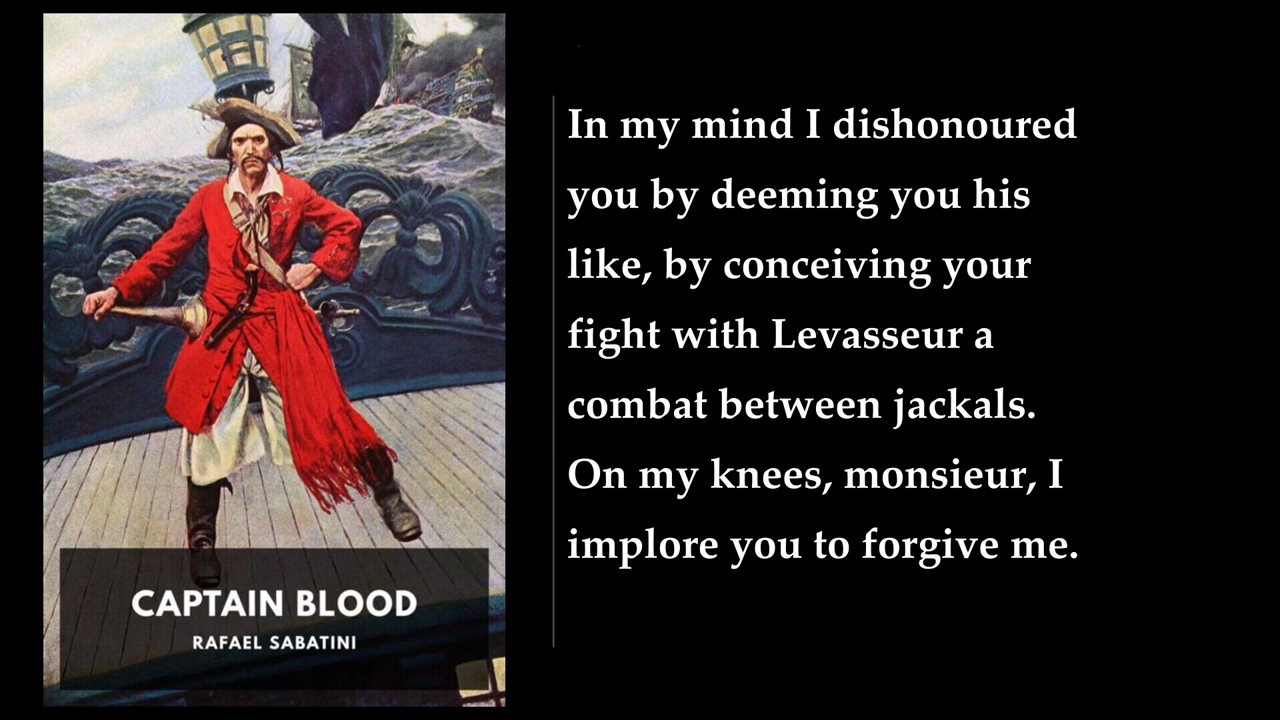 CAPTAIN BLOOD
RAFAEL SABATINI
In my mind I dishonoured
you by deeming you his
like, by conceiving your
fight with Levasseur a
combat between jackals.
On my knees, monsieur, I
implore you to forgive me.